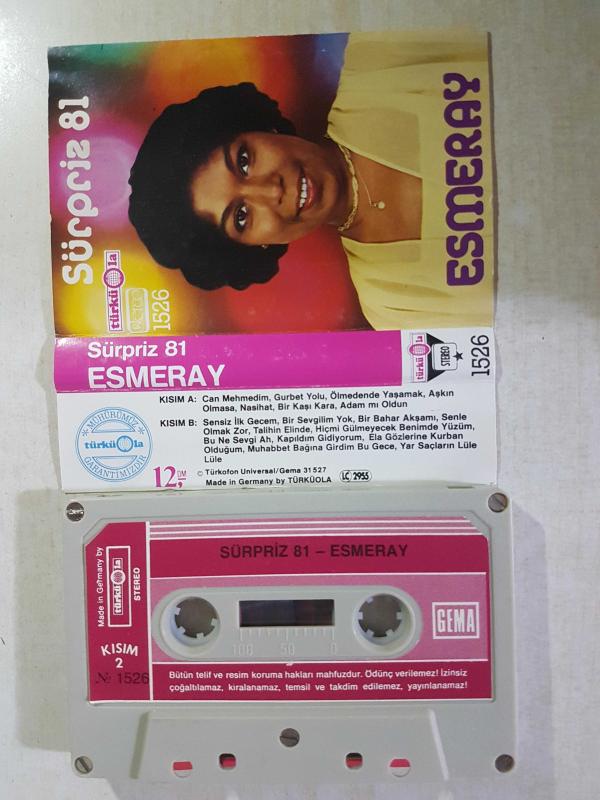 Sürpriz 81
ESMERAY
türküola
STEREO
1526
Sürpriz 81
ESMERAY
türküola
STEREO
1526
KISIM A: Can Mehmedim, Gurbet Yolu, Ölmedende Yaşamak, Aşkın
Olmasa, Nasihat, Bir Kaşı Kara, Adam mı Oldun
KISIM B: Sensiz İlk Gecem, Bir Sevgilim Yok, Bir Bahar Akşamı, Senle
Olmak Zor, Talihin Elinde, Hiçmi Gülmeyecek Benimde Yüzüm,
Bu Ne Sevgi Ah, Kapıldım Gidiyorum, Ela Gözlerine Kurban
Olduğum, Muhabbet Bağına Girdim Bu Gece, Yar Saçların Lüle
Lüle
MÜHÜRÜMÜZ
türküola
GARANTİMİZDİR
12,- DM
© Türkofon Universal/Gema 31527
Made in Germany by TÜRKÜOLA LC 2955
SÜRPRİZ 81 – ESMERAY
Made in Germany by
türküola
STEREO
KISIM
2
№ 1526
GEMA
100 50 0
Bütün telif ve resim koruma hakları mahfuzdur. Ödünç verilemez! İzinsiz
çoğaltılamaz, kiralanamaz, temsil ve takdim edilemez, yayınlanamaz!